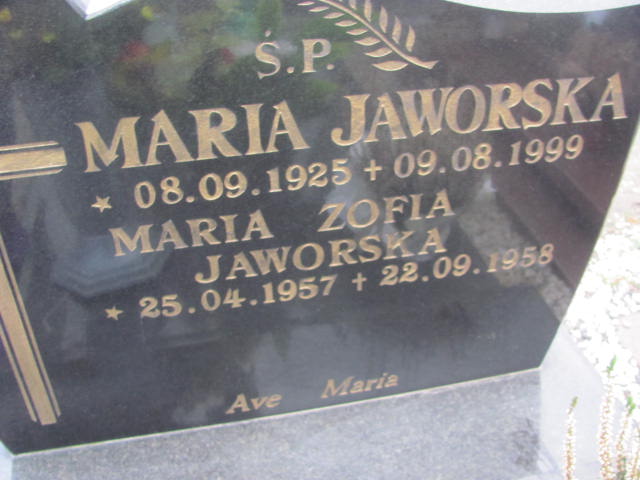 Ś.P.
MARIA JAWORSKA
* 08.09.1925 + 09.08.1999
MARIA ZOFIA
JAWORSKA
* 25.04.1957 + 22.09.1958
Ave Maria